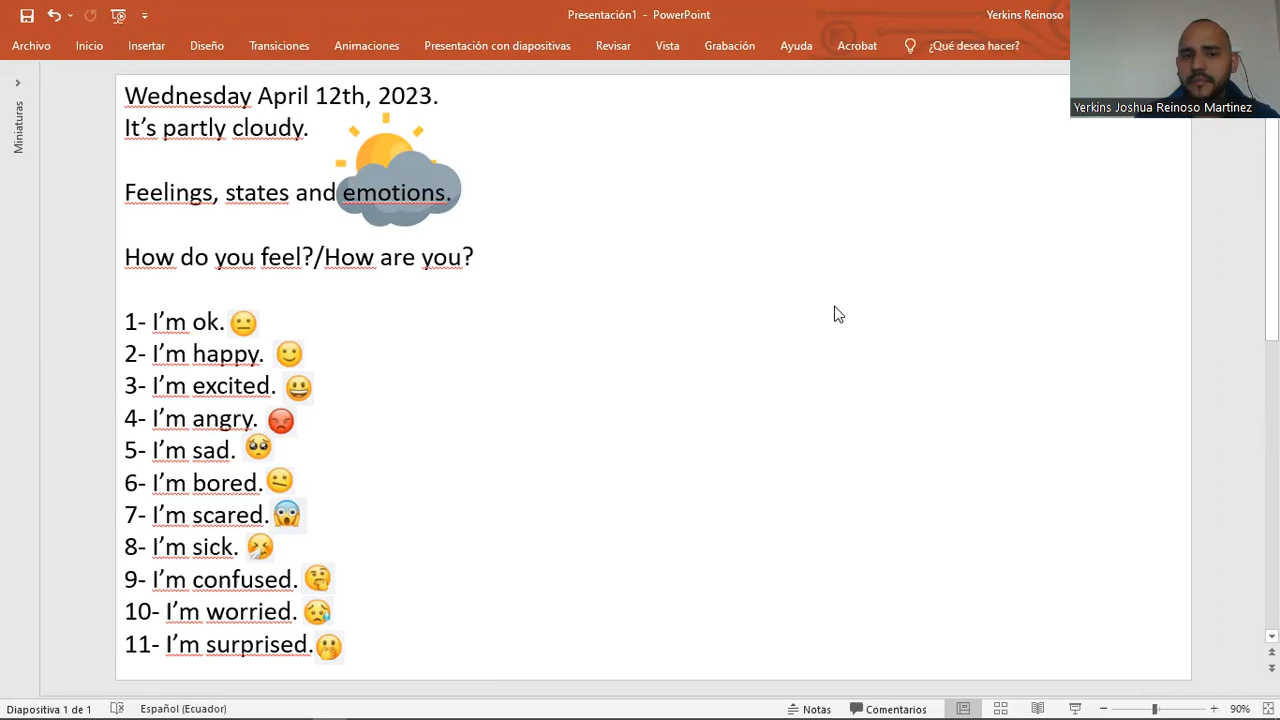 Presentación1 - PowerPoint
Yerkins Reinoso
Archivo Inicio Insertar Diseño Transiciones Animaciones Presentación con diapositivas Revisar Vista Grabación Ayuda Acrobat ¿Qué desea hacer?
Yerkins Joshua Reinoso Martinez
Miniaturas
Wednesday April 12th, 2023.
It's partly cloudy.
Feelings, states and emotions.
How do you feel?/How are you?
1- I'm ok.
2- I'm happy.
3- I'm excited.
4- I'm angry.
5- I'm sad.
6- I'm bored.
7- I'm scared.
8- I'm sick.
9- I'm confused.
10- I'm worried.
11- I'm surprised.
Diapositiva 1 de 1 Español (Ecuador) Notas Comentarios 90%